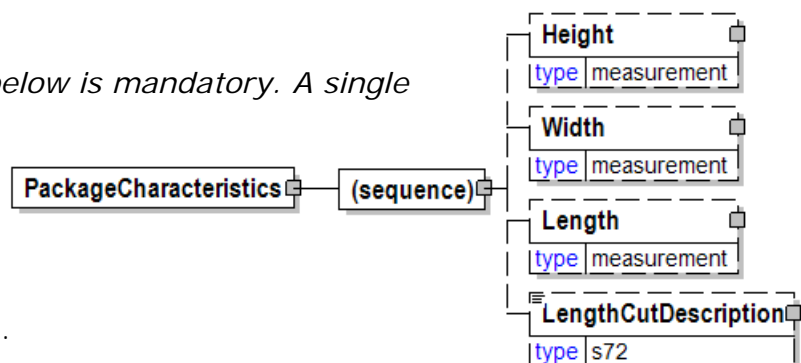 Height
type measurement
below is mandatory. A single
Width
type measurement
PackageCharacteristics
(sequence)
Length
type measurement
LengthCutDescription
.
type s72